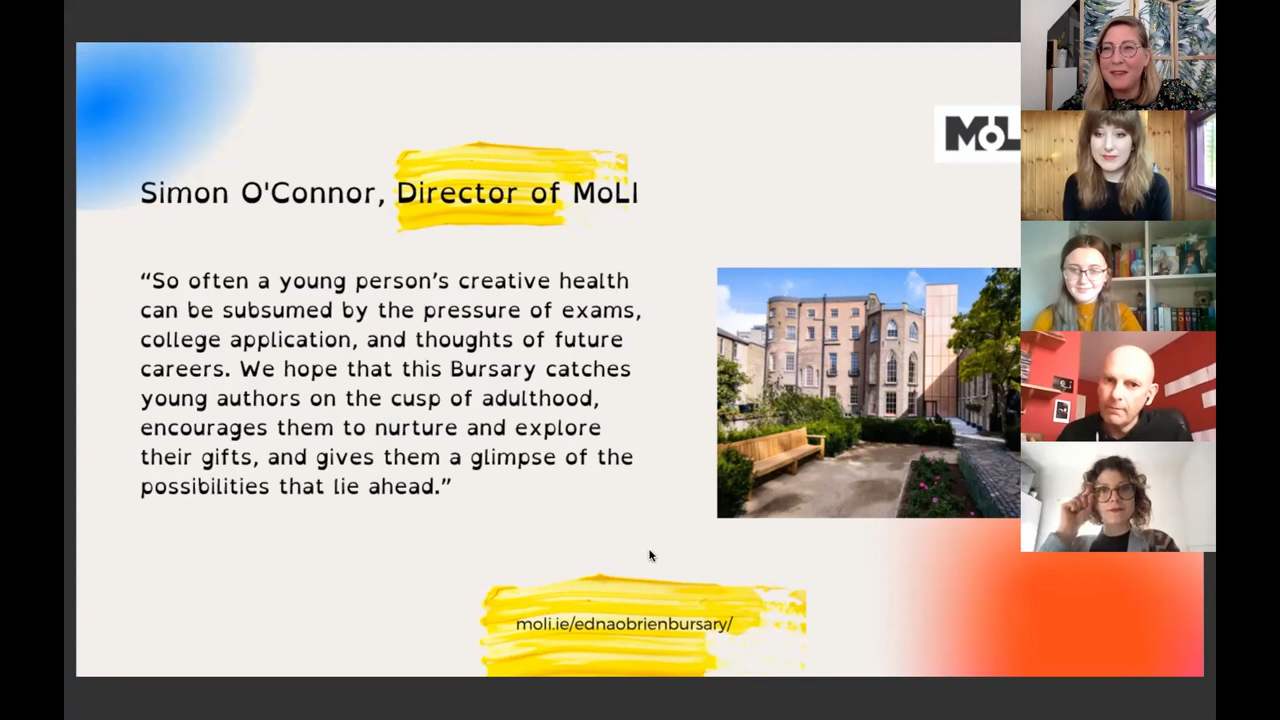 MoL
Simon O'Connor, Director of MoLI
“So often a young person’s creative health
can be subsumed by the pressure of exams,
college application, and thoughts of future
careers. We hope that this Bursary catches
young authors on the cusp of adulthood,
encourages them to nurture and explore
their gifts, and gives them a glimpse of the
possibilities that lie ahead.”
moli.ie/ednaobrienbursary/